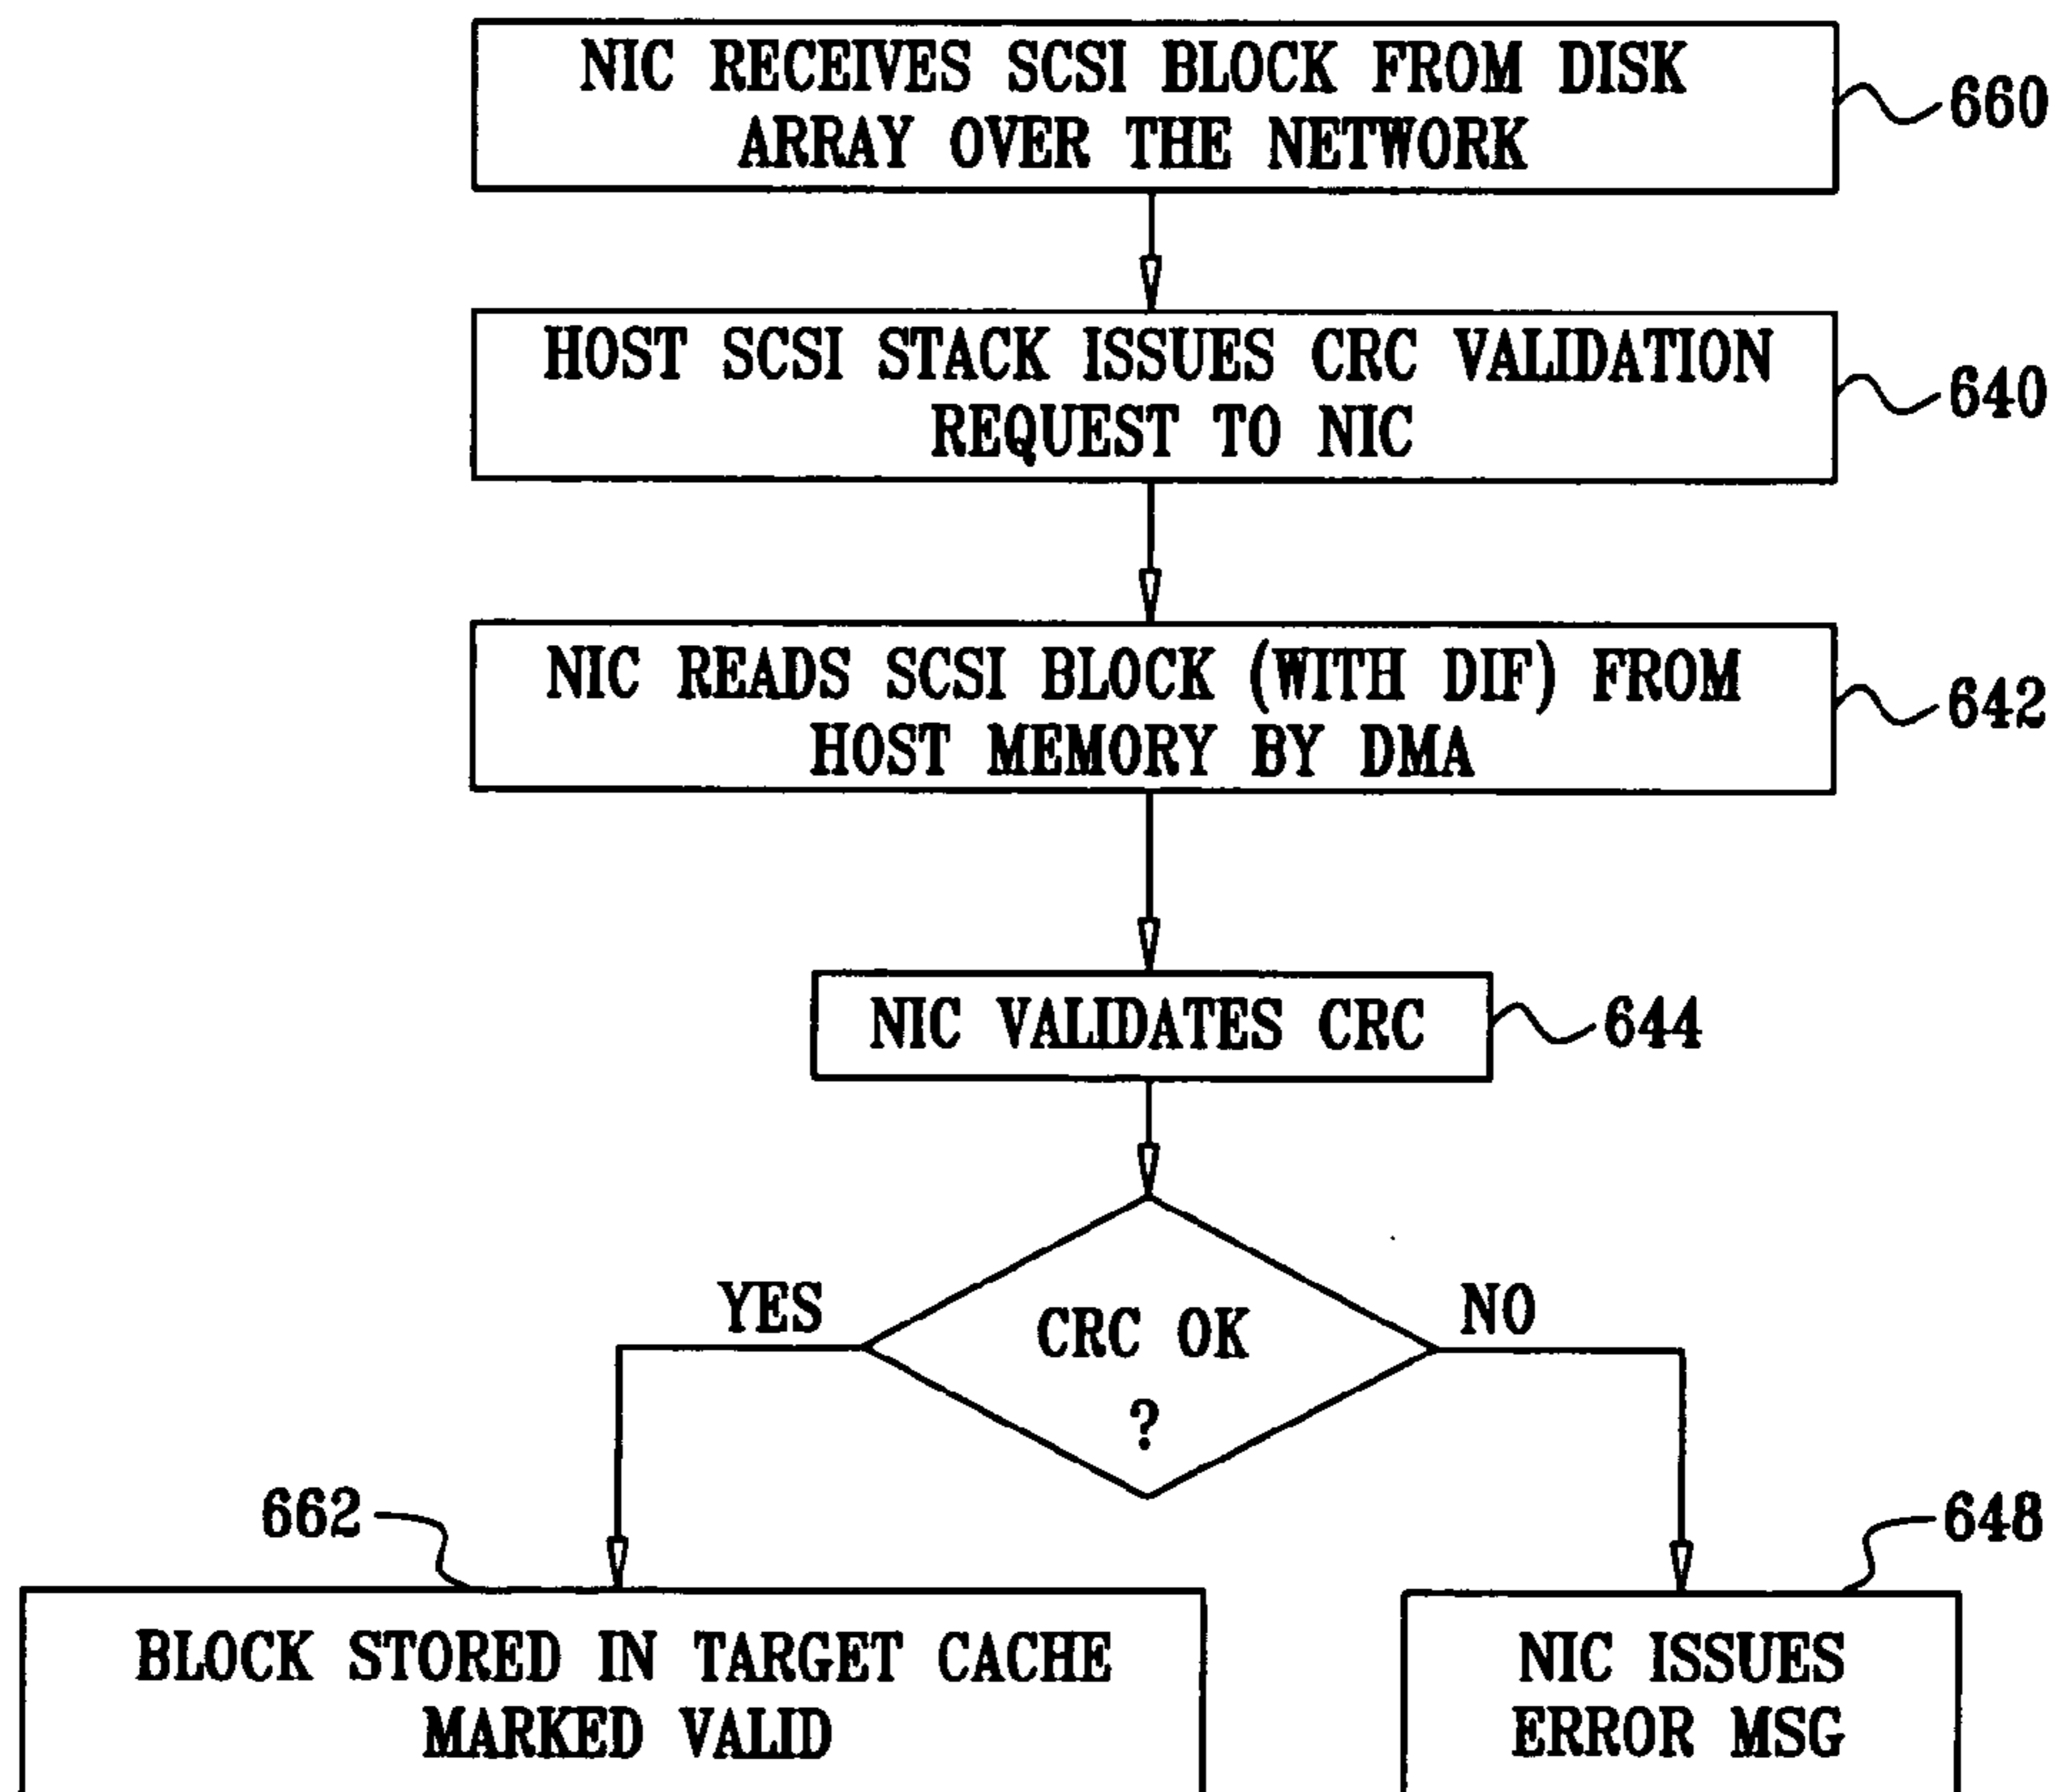 NIC RECEIVES SCSI BLOCK FROM DISK
ARRAY OVER THE NETWORK
660
HOST SCSI STACK ISSUES CRC VALIDATION
REQUEST TO NIC
640
NIC READS SCSI BLOCK (WITH DIF) FROM
HOST MEMORY BY DMA
642
NIC VALIDATES CRC
644
YES
CRC OK
?
NO
662
648
BLOCK STORED IN TARGET CACHE
MARKED VALID
NIC ISSUES
ERROR MSG